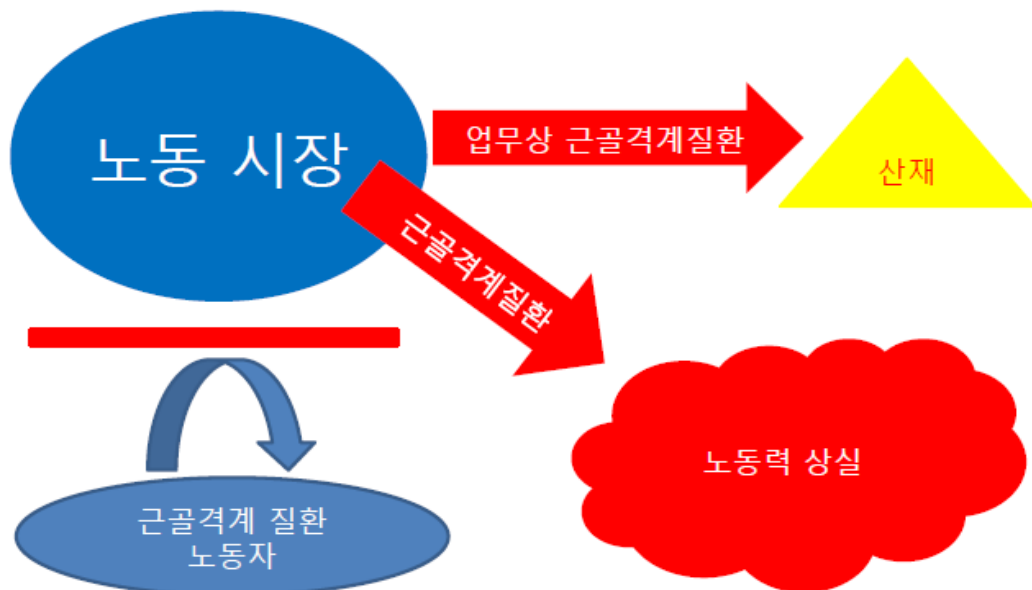 노동 시장
업무상 근골격계질환
산재
근골격계질환
노동력 상실
근골격계 질환
노동자